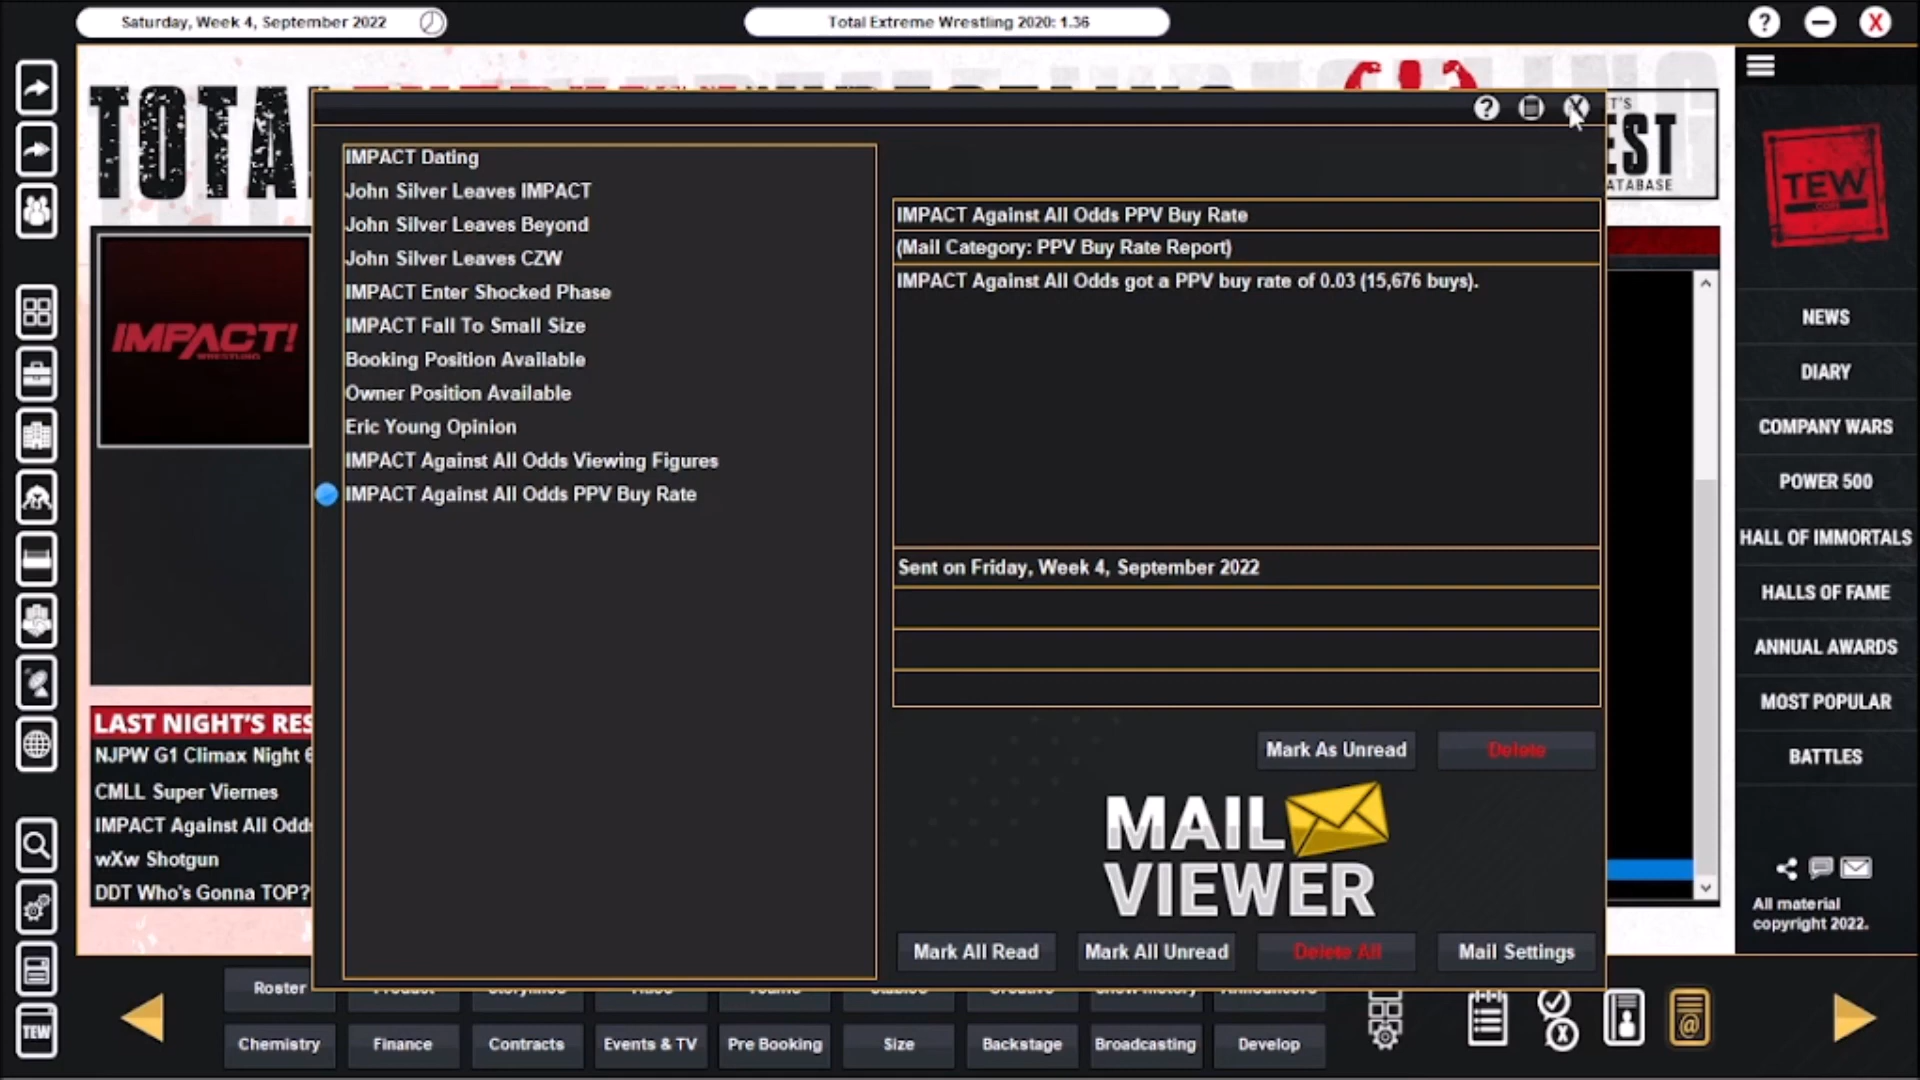 Saturday, Week 4, September 2022
Total Extreme Wrestling 2020: 1.36
?
X
TOTA
T'S
EST
ATABASE
TEW
IMPACT!
WRESTLING
IMPACT Dating
John Silver Leaves IMPACT
John Silver Leaves Beyond
John Silver Leaves CZW
IMPACT Enter Shocked Phase
IMPACT Fall To Small Size
Booking Position Available
Owner Position Available
Eric Young Opinion
IMPACT Against All Odds Viewing Figures
IMPACT Against All Odds PPV Buy Rate
IMPACT Against All Odds PPV Buy Rate
(Mail Category: PPV Buy Rate Report)
IMPACT Against All Odds got a PPV buy rate of 0.03 (15,676 buys).
Sent on Friday, Week 4, September 2022
Mark As Unread
Delete
MAIL
VIEWER
Mark All Read
Mark All Unread
Delete All
Mail Settings
LAST NIGHT'S RES
NJPW G1 Climax Night 6
CMLL Super Viernes
IMPACT Against All Odds
wXw Shotgun
DDT Who's Gonna TOP?
NEWS
DIARY
COMPANY WARS
POWER 500
HALL OF IMMORTALS
HALLS OF FAME
ANNUAL AWARDS
MOST POPULAR
BATTLES
All material
copyright 2022.
TEW
Roster
Chemistry
Finance
Contracts
Events & TV
Pre Booking
Size
Backstage
Broadcasting
Develop